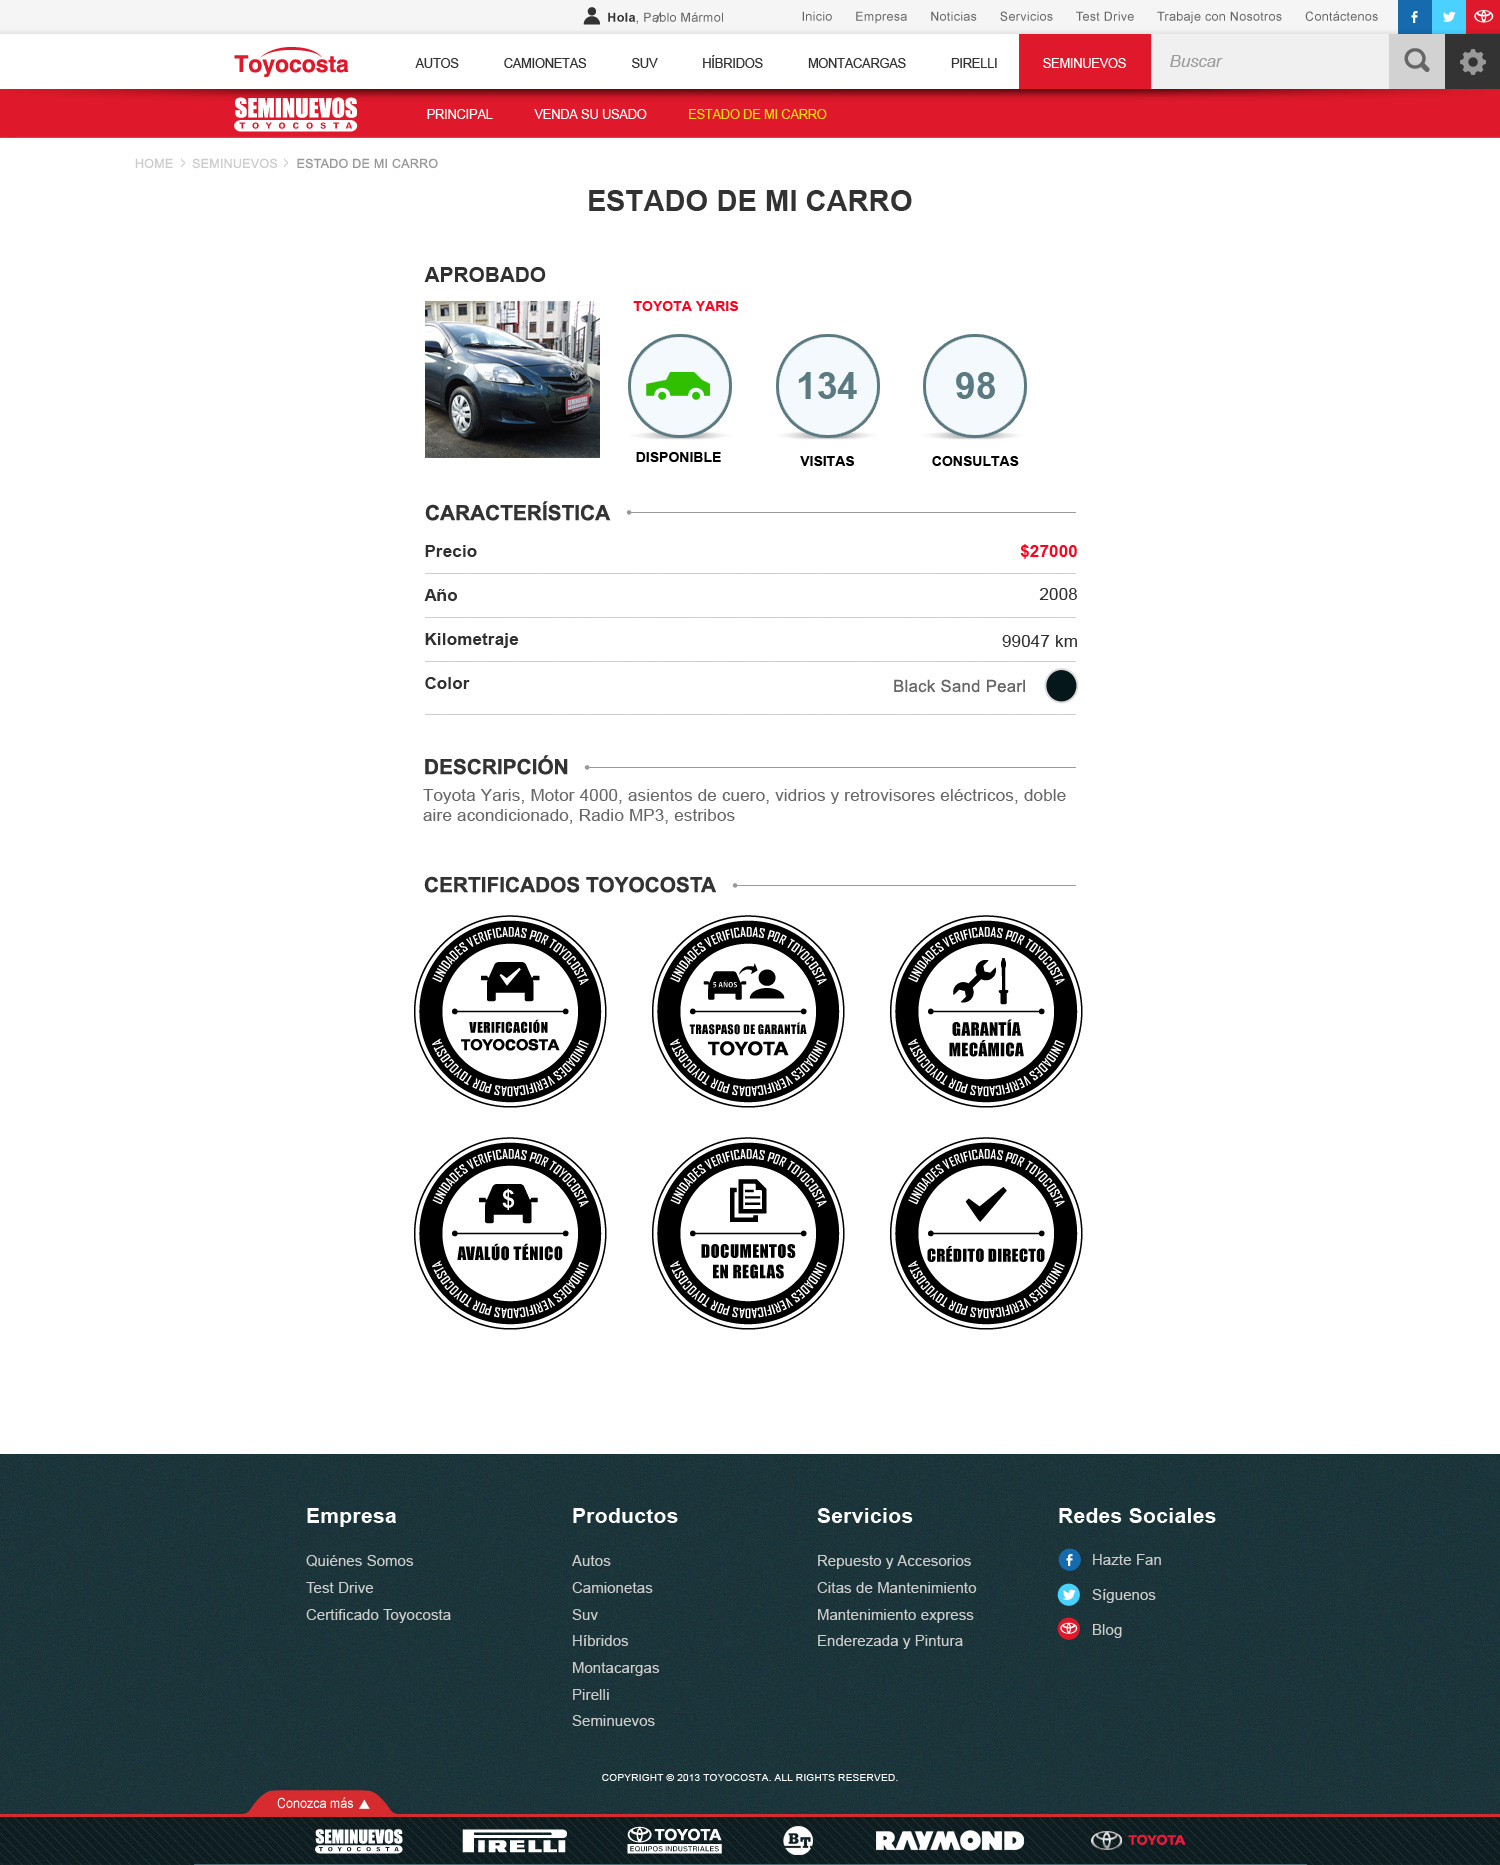 Hola, Pablo Mármol
Inicio Empresa Noticias Servicios Test Drive Trabaje con Nosotros Contáctenos
Toyocosta
AUTOS CAMIONETAS SUV HÍBRIDOS MONTACARGAS PIRELLI SEMINUEVOS Buscar
SEMINUEVOS
TOYOCOSTA
PRINCIPAL VENDA SU USADO ESTADO DE MI CARRO
HOME > SEMINUEVOS > ESTADO DE MI CARRO
ESTADO DE MI CARRO
APROBADO
TOYOTA YARIS
SEMINUEVOS
134
98
DISPONIBLE
VISITAS
CONSULTAS
CARACTERÍSTICA
Precio $27000
Año 2008
Kilometraje 99047 km
Color Black Sand Pearl
DESCRIPCIÓN
Toyota Yaris, Motor 4000, asientos de cuero, vidrios y retrovisores eléctricos, doble
aire acondicionado, Radio MP3, estribos
CERTIFICADOS TOYOCOSTA
UNIDADES VERIFICADAS POR TOYOCOSTA
VERIFICACIÓN
TOYOCOSTA
UNIDADES VERIFICADAS POR TOYOCOSTA
UNIDADES VERIFICADAS POR TOYOCOSTA
5 AÑOS
TRASPASO DE GARANTÍA
TOYOTA
UNIDADES VERIFICADAS POR TOYOCOSTA
UNIDADES VERIFICADAS POR TOYOCOSTA
GARANTÍA
MECÁMICA
UNIDADES VERIFICADAS POR TOYOCOSTA
UNIDADES VERIFICADAS POR TOYOCOSTA
$
AVALÚO TÉNICO
UNIDADES VERIFICADAS POR TOYOCOSTA
UNIDADES VERIFICADAS POR TOYOCOSTA
DOCUMENTOS
EN REGLAS
UNIDADES VERIFICADAS POR TOYOCOSTA
UNIDADES VERIFICADAS POR TOYOCOSTA
CRÉDITO DIRECTO
UNIDADES VERIFICADAS POR TOYOCOSTA
Empresa
Quiénes Somos
Test Drive
Certificado Toyocosta
Productos
Autos
Camionetas
Suv
Híbridos
Montacargas
Pirelli
Seminuevos
Servicios
Repuesto y Accesorios
Citas de Mantenimiento
Mantenimiento express
Enderezada y Pintura
Redes Sociales
Hazte Fan
Síguenos
Blog
COPYRIGHT © 2013 TOYOCOSTA. ALL RIGHTS RESERVED.
Conozca más
SEMINUEVOS
TOYOCOSTA
PIRELLI
TOYOTA
EQUIPOS INDUSTRIALES
BT
RAYMOND
TOYOTA